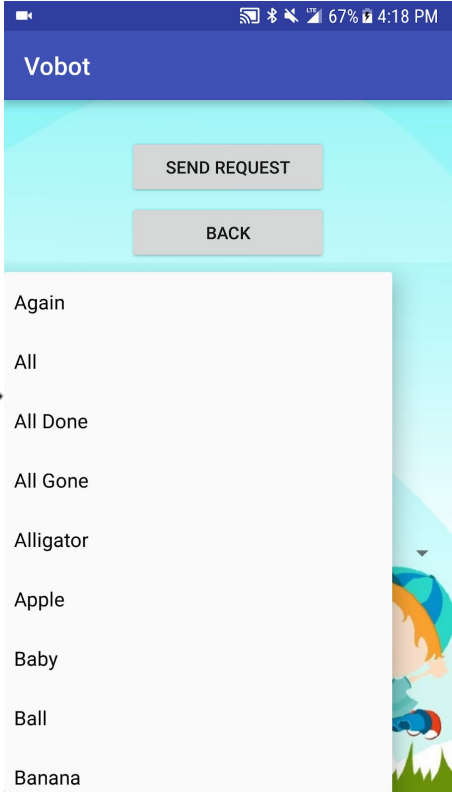 LTE 67% 4:18 PM
Vobot
SEND REQUEST
BACK
Again
All
All Done
All Gone
Alligator
Apple
Baby
Ball
Banana